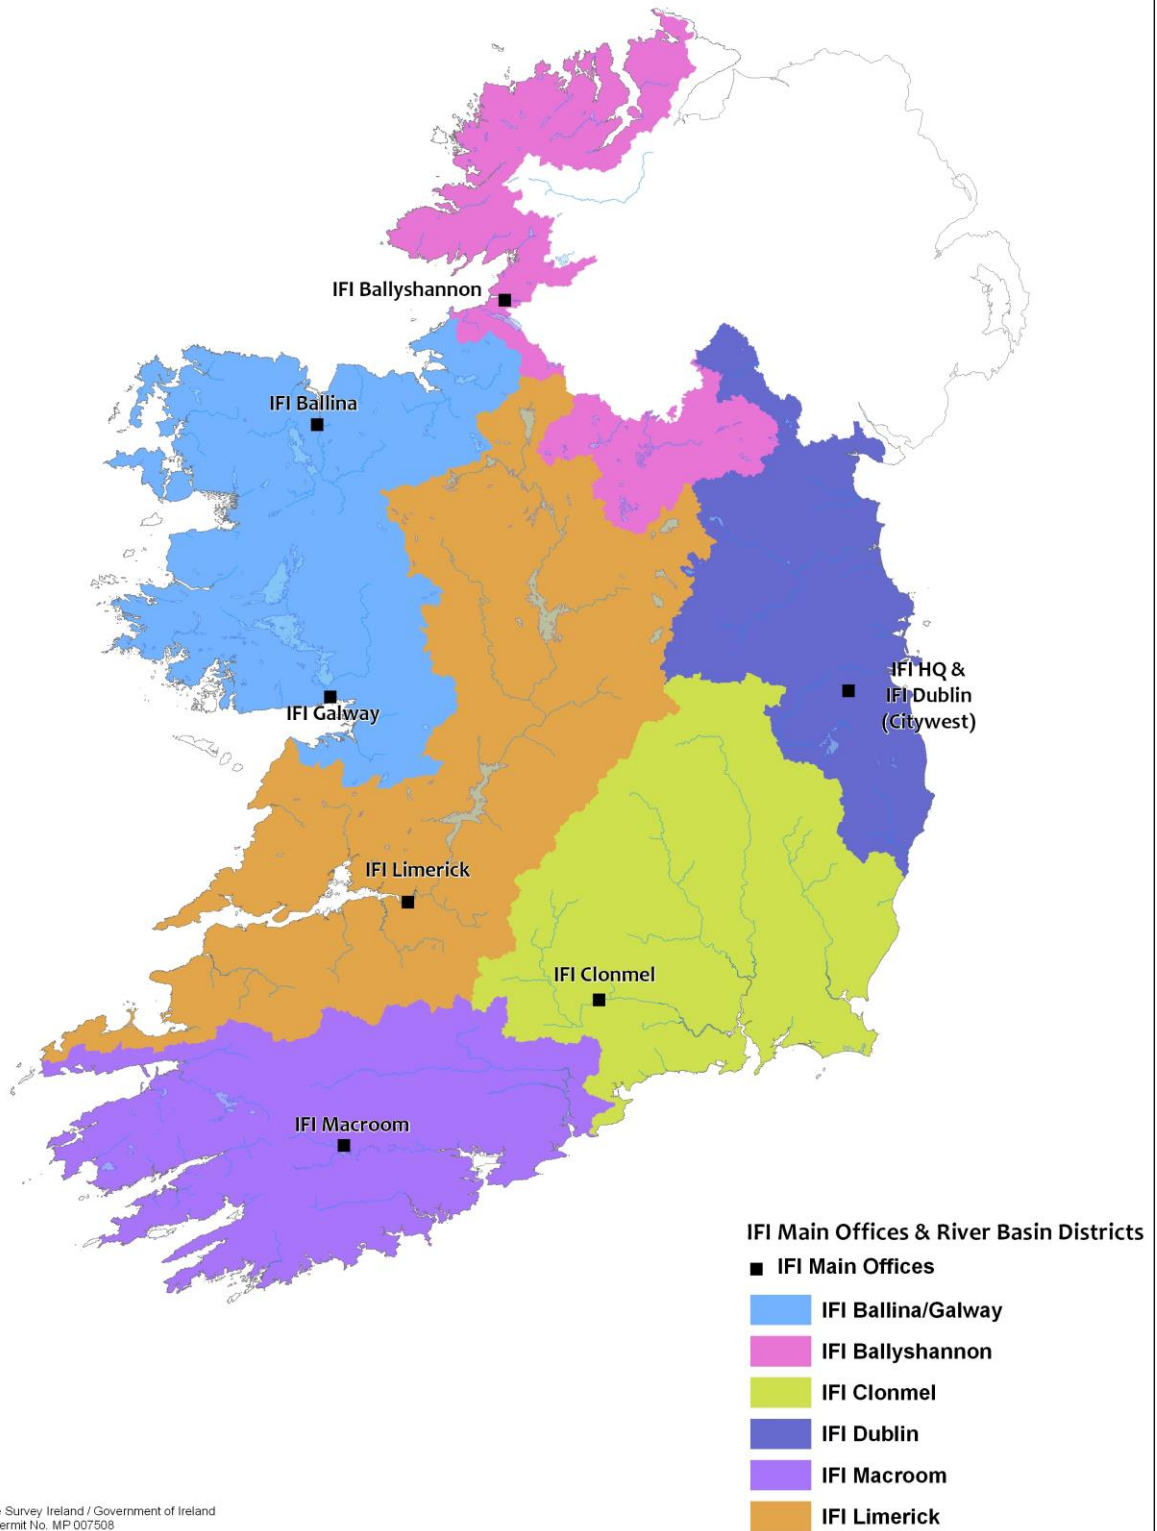 IFI Ballyshannon
IFI Ballina
IFI HQ &
IFI Dublin
(Citywest)
IFI Galway
IFI Limerick
IFI Clonmel
IFI Macroom
IFI Main Offices & River Basin Districts
IFI Main Offices
IFI Ballina/Galway
IFI Ballyshannon
IFI Clonmel
IFI Dublin
IFI Macroom
IFI Limerick
Survey Ireland / Government of Ireland
ermit No. MP 007508